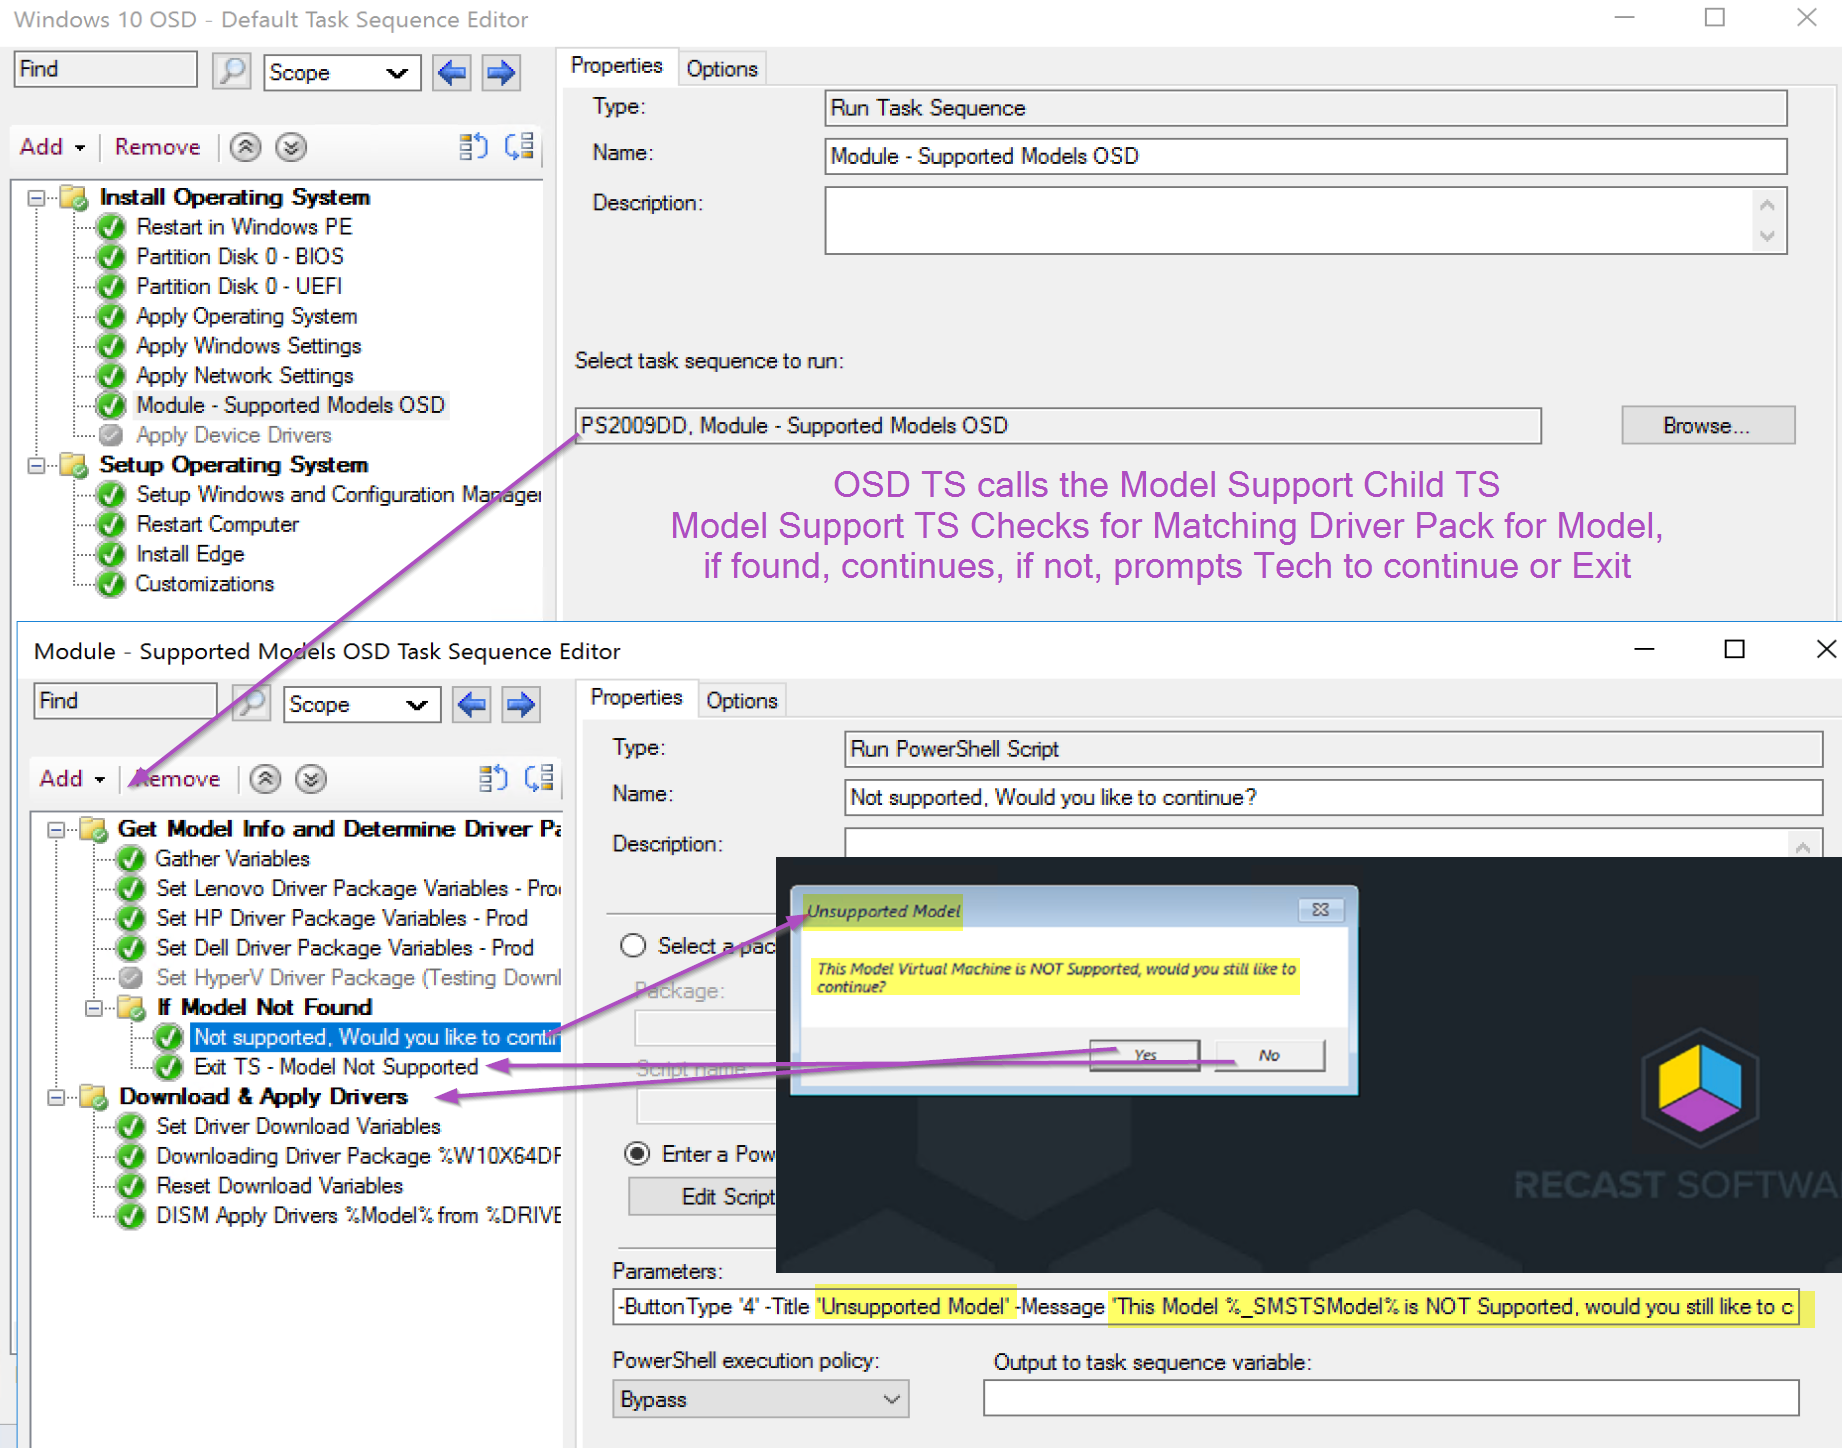 Windows 10 OSD - Default Task Sequence Editor
Find
Scope
Add
Remove
Install Operating System
Restart in Windows PE
Partition Disk 0 - BIOS
Partition Disk 0 - UEFI
Apply Operating System
Apply Windows Settings
Apply Network Settings
Module - Supported Models OSD
Apply Device Drivers
Setup Operating System
Setup Windows and Configuration Manager
Restart Computer
Install Edge
Customizations
Properties
Options
Type:
Run Task Sequence
Name:
Module - Supported Models OSD
Description:
Select task sequence to run:
PS2009DD, Module - Supported Models OSD
Browse...
OSD TS calls the Model Support Child TS
Model Support TS Checks for Matching Driver Pack for Model,
if found, continues, if not, prompts Tech to continue or Exit
Module - Supported Models OSD Task Sequence Editor
Find
Scope
Add
Remove
Get Model Info and Determine Driver Pa
Gather Variables
Set Lenovo Driver Package Variables - Pro
Set HP Driver Package Variables - Prod
Set Dell Driver Package Variables - Prod
Set HyperV Driver Package (Testing Downl
If Model Not Found
Not supported, Would you like to contin
Exit TS - Model Not Supported
Download & Apply Drivers
Set Driver Download Variables
Downloading Driver Package %W10X64DF
Reset Download Variables
DISM Apply Drivers %Model% from %DRIVE
Properties
Options
Type:
Run PowerShell Script
Name:
Not supported, Would you like to continue?
Description:
Select a pac
Package:
Script name:
Enter a Pow
Edit Script
Unsupported Model
This Model Virtual Machine is NOT Supported, would you still like to
continue?
Yes
No
RECAST SOFTWA
Parameters:
-ButtonType '4' -Title 'Unsupported Model' -Message 'This Model %_SMSTSModel% is NOT Supported, would you still like to c
PowerShell execution policy:
Output to task sequence variable:
Bypass